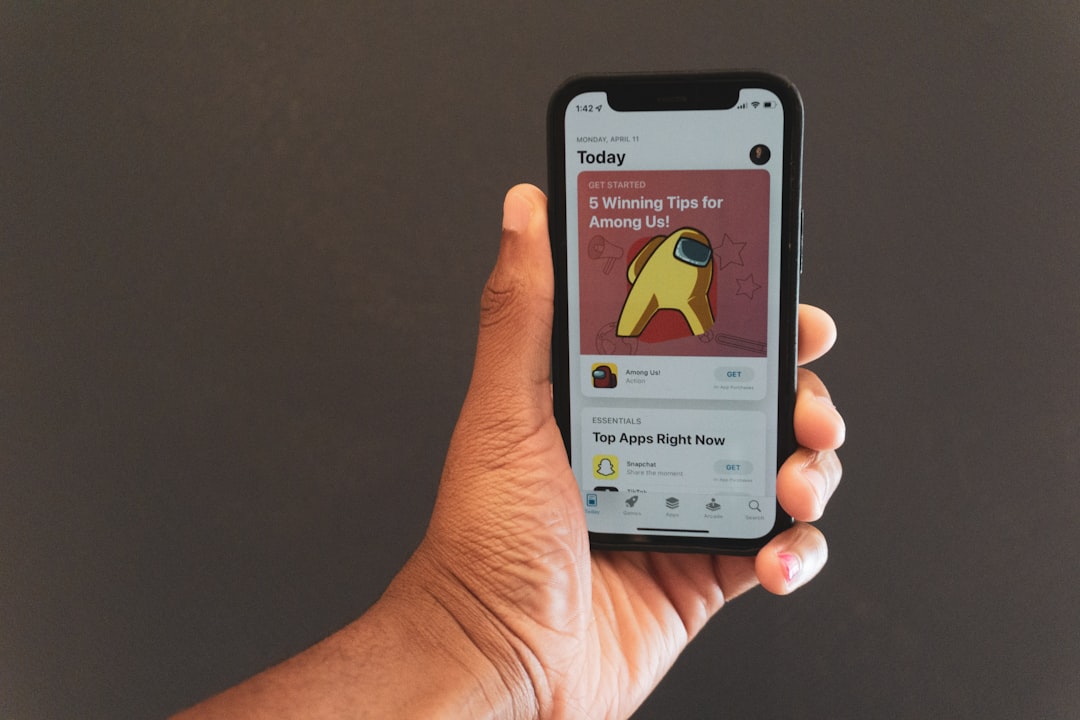 1:42
MONDAY, APRIL 11
Today
GET STARTED
5 Winning Tips for
Among Us!
Among Us!
Action
GET
In-App Purchases
ESSENTIALS
Top Apps Right Now
Snapchat
Share the moment
GET
In-App Purchases
TikTok
Today
Games
Apps
Arcade
Search